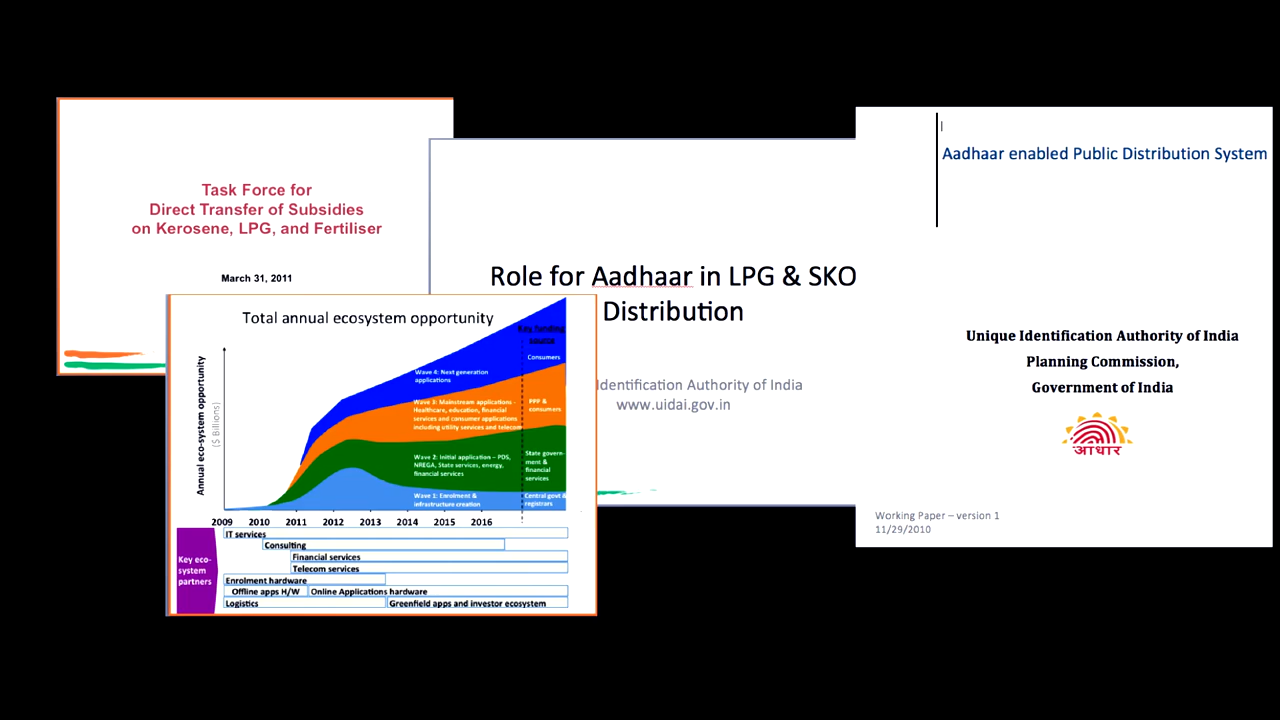 Task Force for
Direct Transfer of Subsidies
on Kerosene, LPG, and Fertiliser
March 31, 2011
Role for Aadhaar in LPG & SKO
Distribution
Identification Authority of India
www.uidai.gov.in
Aadhaar enabled Public Distribution System
Unique Identification Authority of India
Planning Commission,
Government of India
आधार
Working Paper – version 1
11/29/2010
Total annual ecosystem opportunity
Annual eco-system opportunity
($ Billions)
Key funding
source
Consumers
Wave 4: Next generation
applications
Wave 3: Mainstream applications -
Healthcare, education, financial
services and consumer applications
including utility services and telecom
PPP &
consumers
Wave 2: Initial application – PDS,
NREGA, State services, energy,
financial services
State govern-
ment &
financial
services
Wave 1: Enrolment &
infrastructure creation
Central govt &
registrars
2009 2010 2011 2012 2013 2014 2015 2016
Key eco-
system
partners
IT services
Consulting
Financial services
Telecom services
Enrolment hardware
Offline apps H/W Online Applications hardware
Logistics Greenfield apps and investor ecosystem